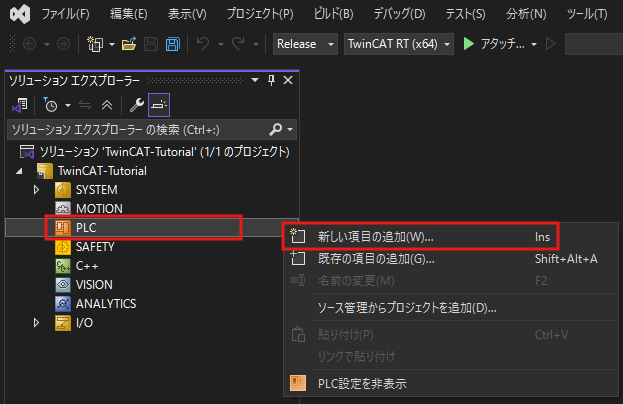 ファイル(F) 編集(E) 表示(V) プロジェクト(P) ビルド(B) デバッグ(D) テスト(S) 分析(N) ツール(T)
Release TwinCAT RT (x64) アタッチ...
ソリューション エクスプローラー
ソリューション エクスプローラー の検索 (Ctrl+:)
ソリューション 'TwinCAT-Tutorial' (1/1 のプロジェクト)
TwinCAT-Tutorial
SYSTEM
MOTION
PLC
SAFETY
C++
VISION
ANALYTICS
I/O
新しい項目の追加(W)... Ins
既存の項目の追加(G)... Shift+Alt+A
名前の変更(M) F2
ソース管理からプロジェクトを追加(D)...
貼り付け(P) Ctrl+V
リンクで貼り付け
PLC設定を非表示